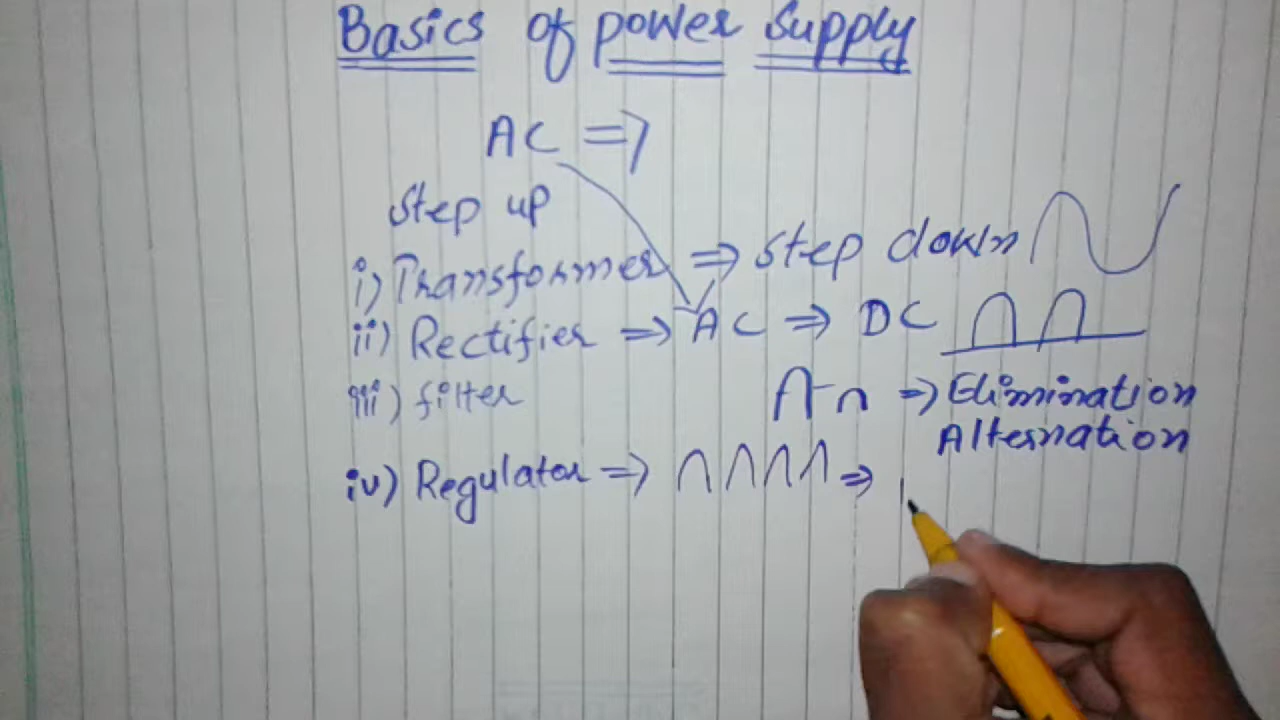 Basics of power supply
AC ⇒
Step up
i) Transformer ⇒ step down
ii) Rectifier ⇒ AC ⇒ DC
iii) filter ⇒ Elimination
Alternation
iv) Regulator ⇒ ⇒